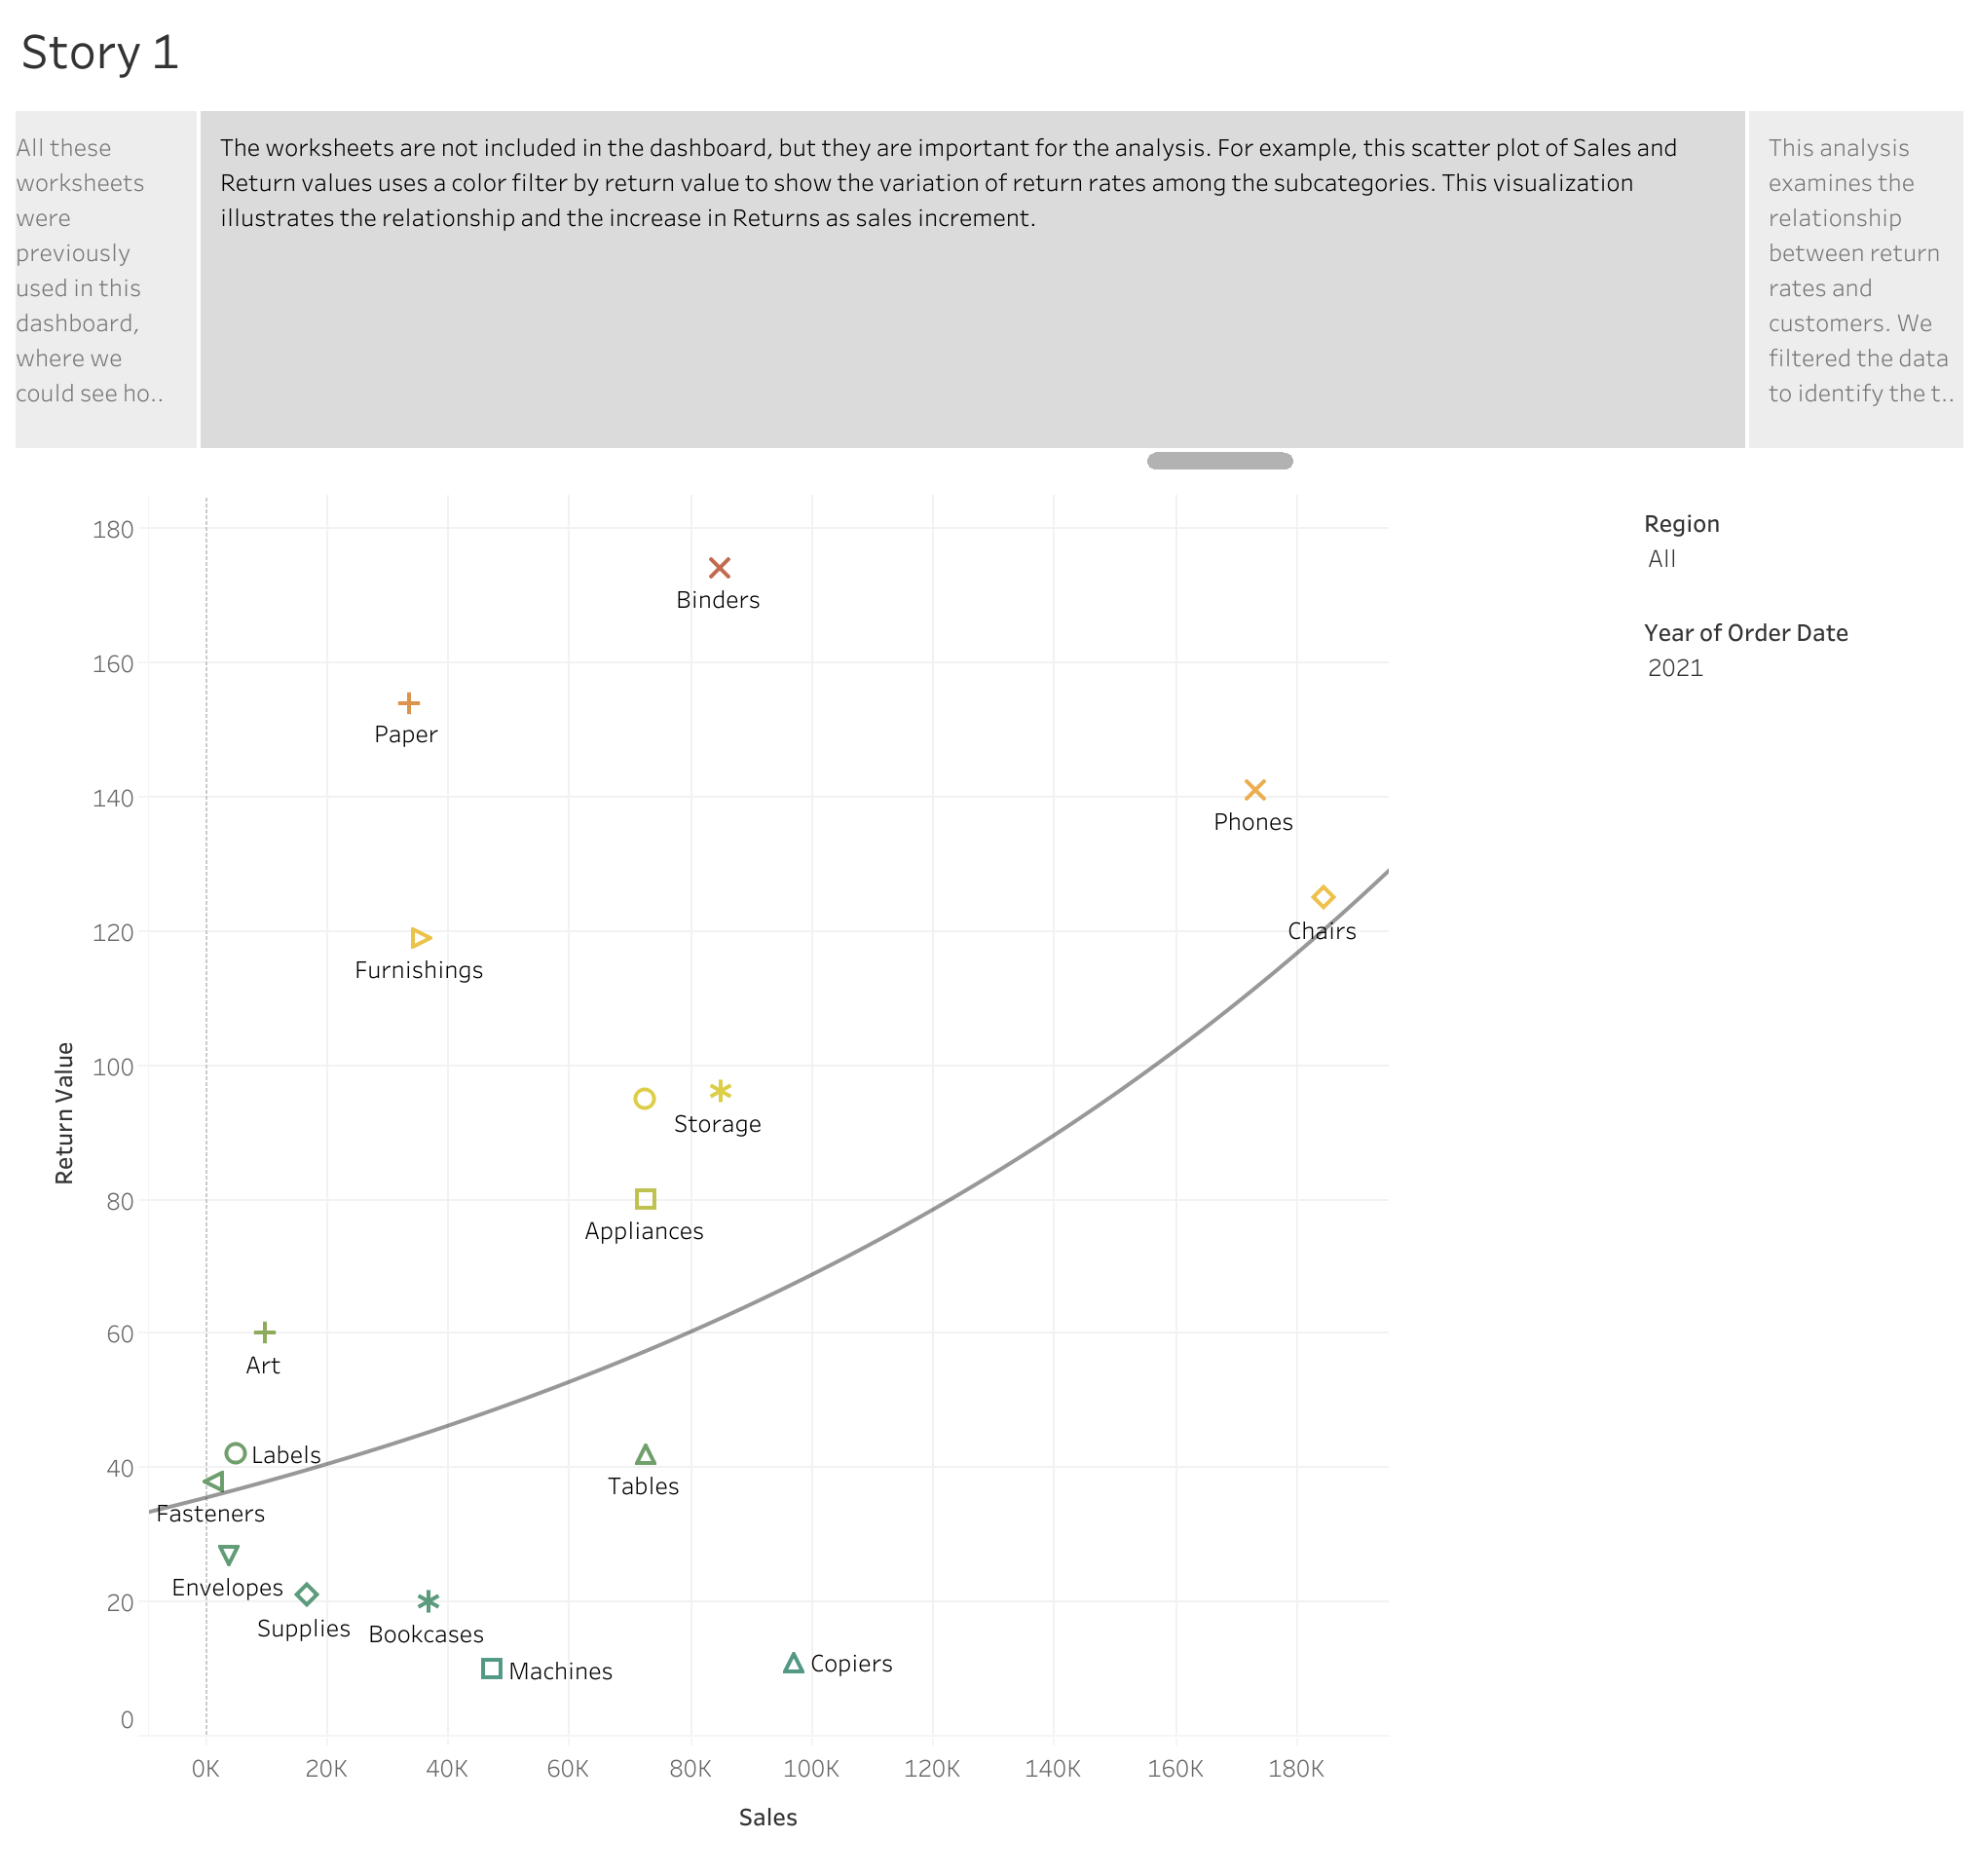 Story 1
All these
worksheets
were
previously
used in this
dashboard,
where we
could see ho..
The worksheets are not included in the dashboard, but they are important for the analysis. For example, this scatter plot of Sales and
Return values uses a color filter by return value to show the variation of return rates among the subcategories. This visualization
illustrates the relationship and the increase in Returns as sales increment.
This analysis
examines the
relationship
between return
rates and
customers. We
filtered the data
to identify the t..
Region
All
Year of Order Date
2021
Return Value
180
160
140
120
100
80
60
40
20
0
Binders
Paper
Phones
Chairs
Furnishings
Storage
Appliances
Art
Labels
Tables
Fasteners
Envelopes
Supplies
Bookcases
Machines
Copiers
0K
20K
40K
60K
80K
100K
120K
140K
160K
180K
Sales